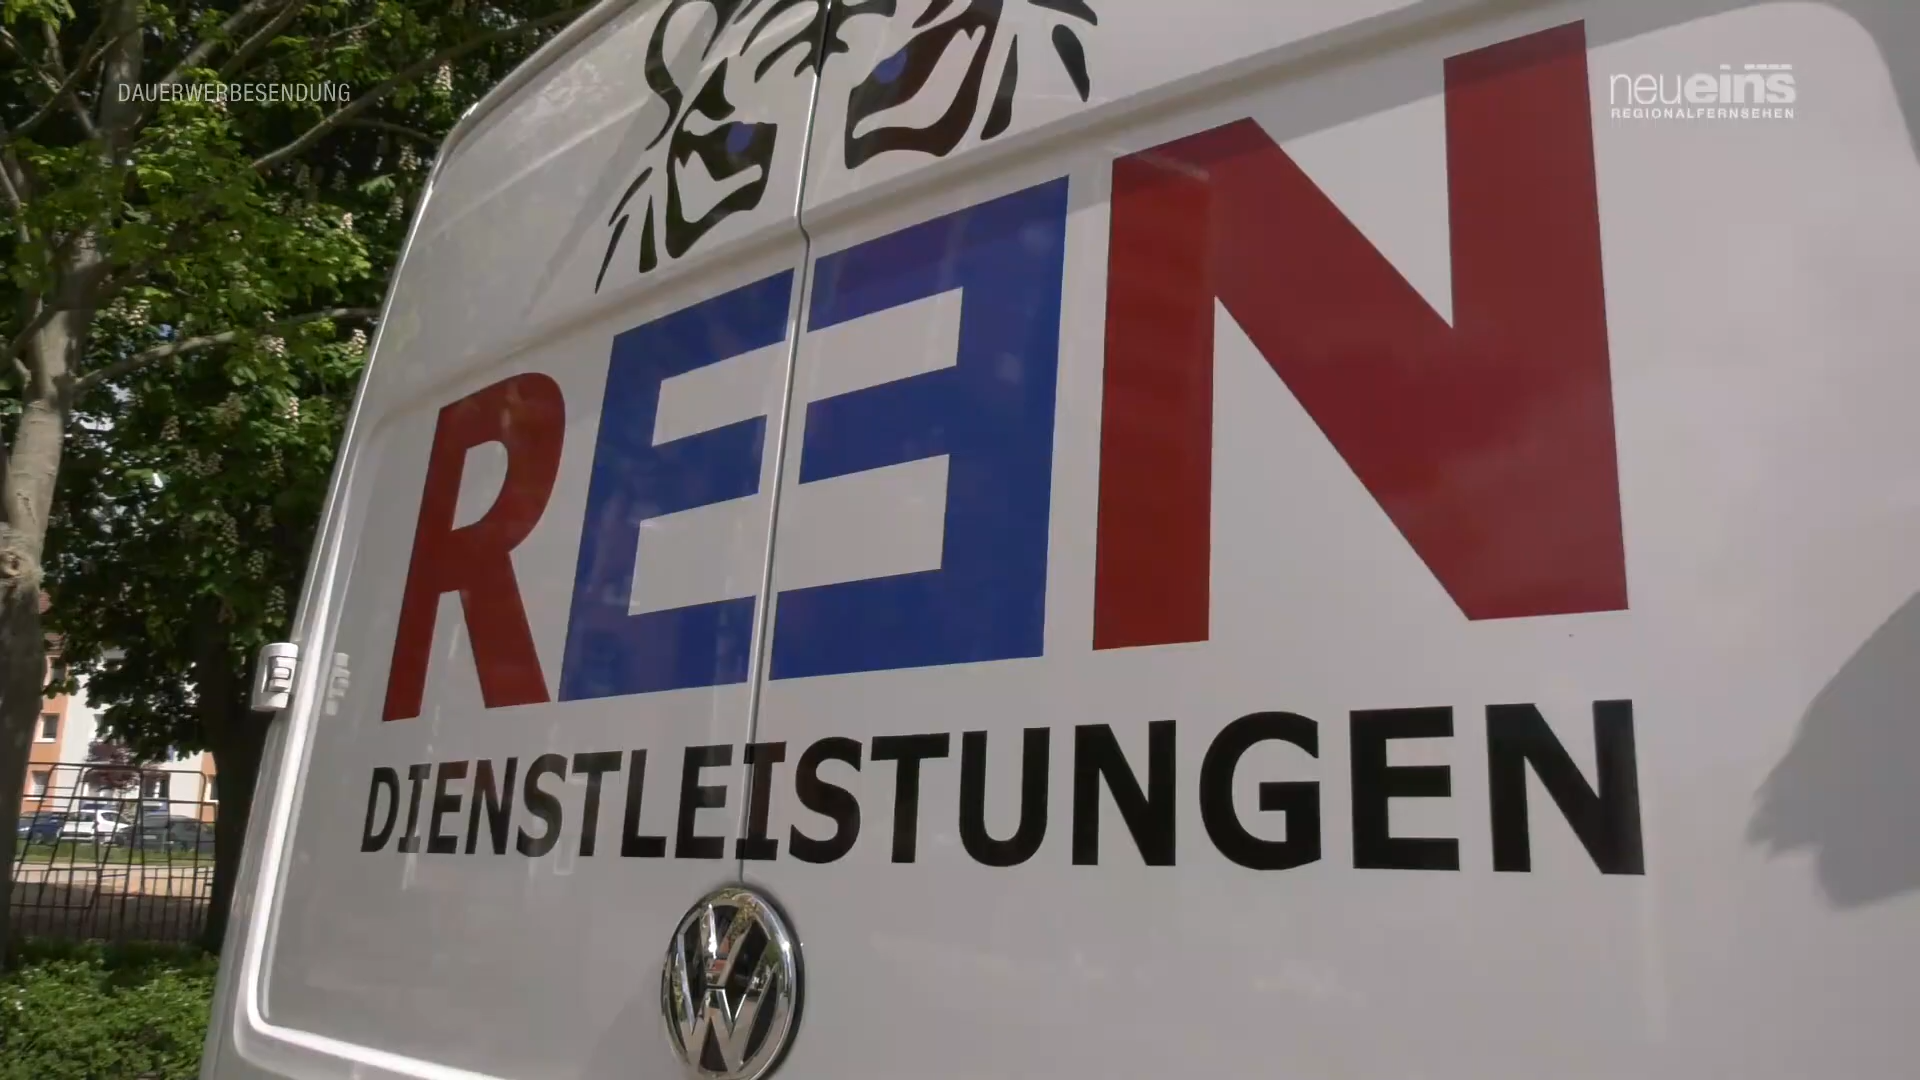 DAUERWERBESENDUNG
neueins
REGIONALFERNSEHEN
REEN
DIENSTLEISTUNGEN